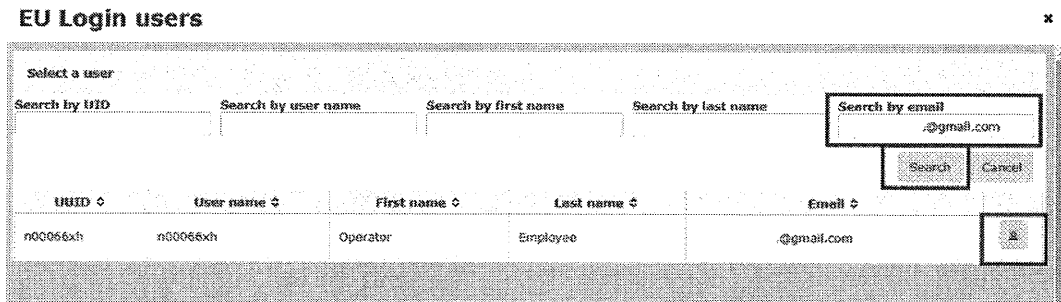 EU Login users x
Select a user
Search by UID Search by user name Search by first name Search by last name Search by email
.@gmail.com
Search Cancel
UUID User name First name Last name Email
n00066xh n00066xh Operator Employee .@gmail.com